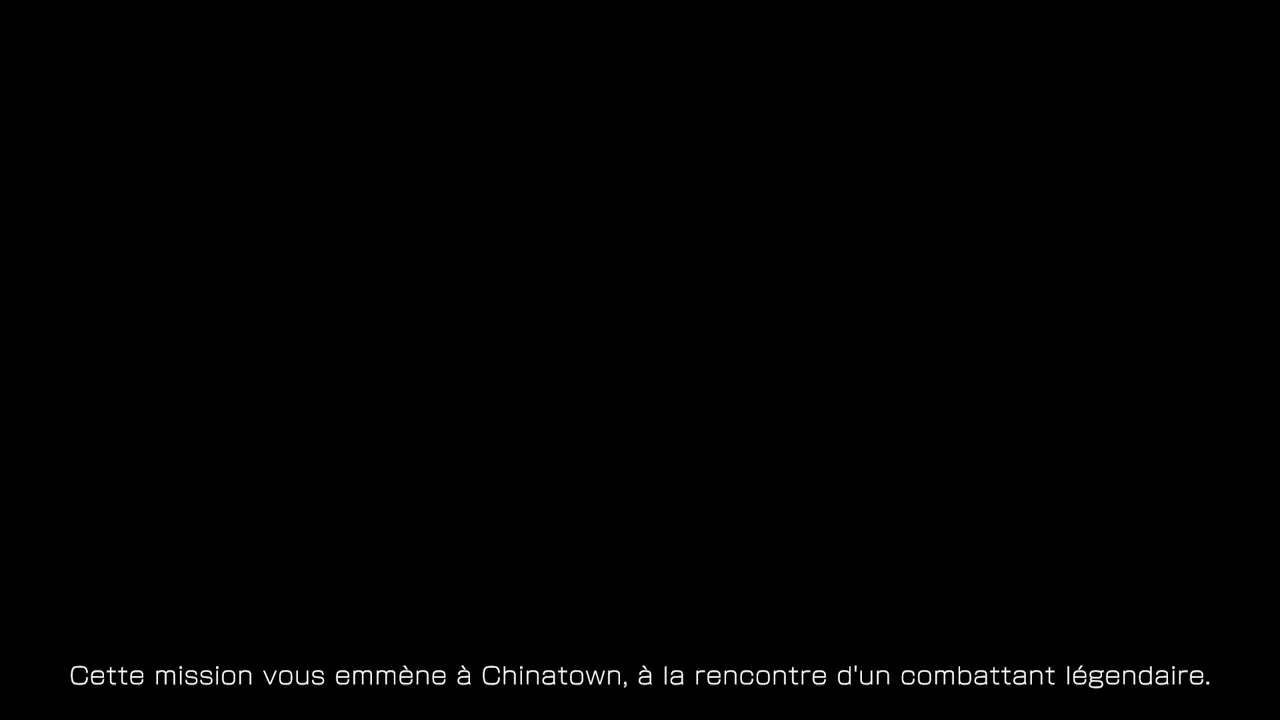 Cette mission vous emmène à Chinatown, à la rencontre d'un combattant légendaire.